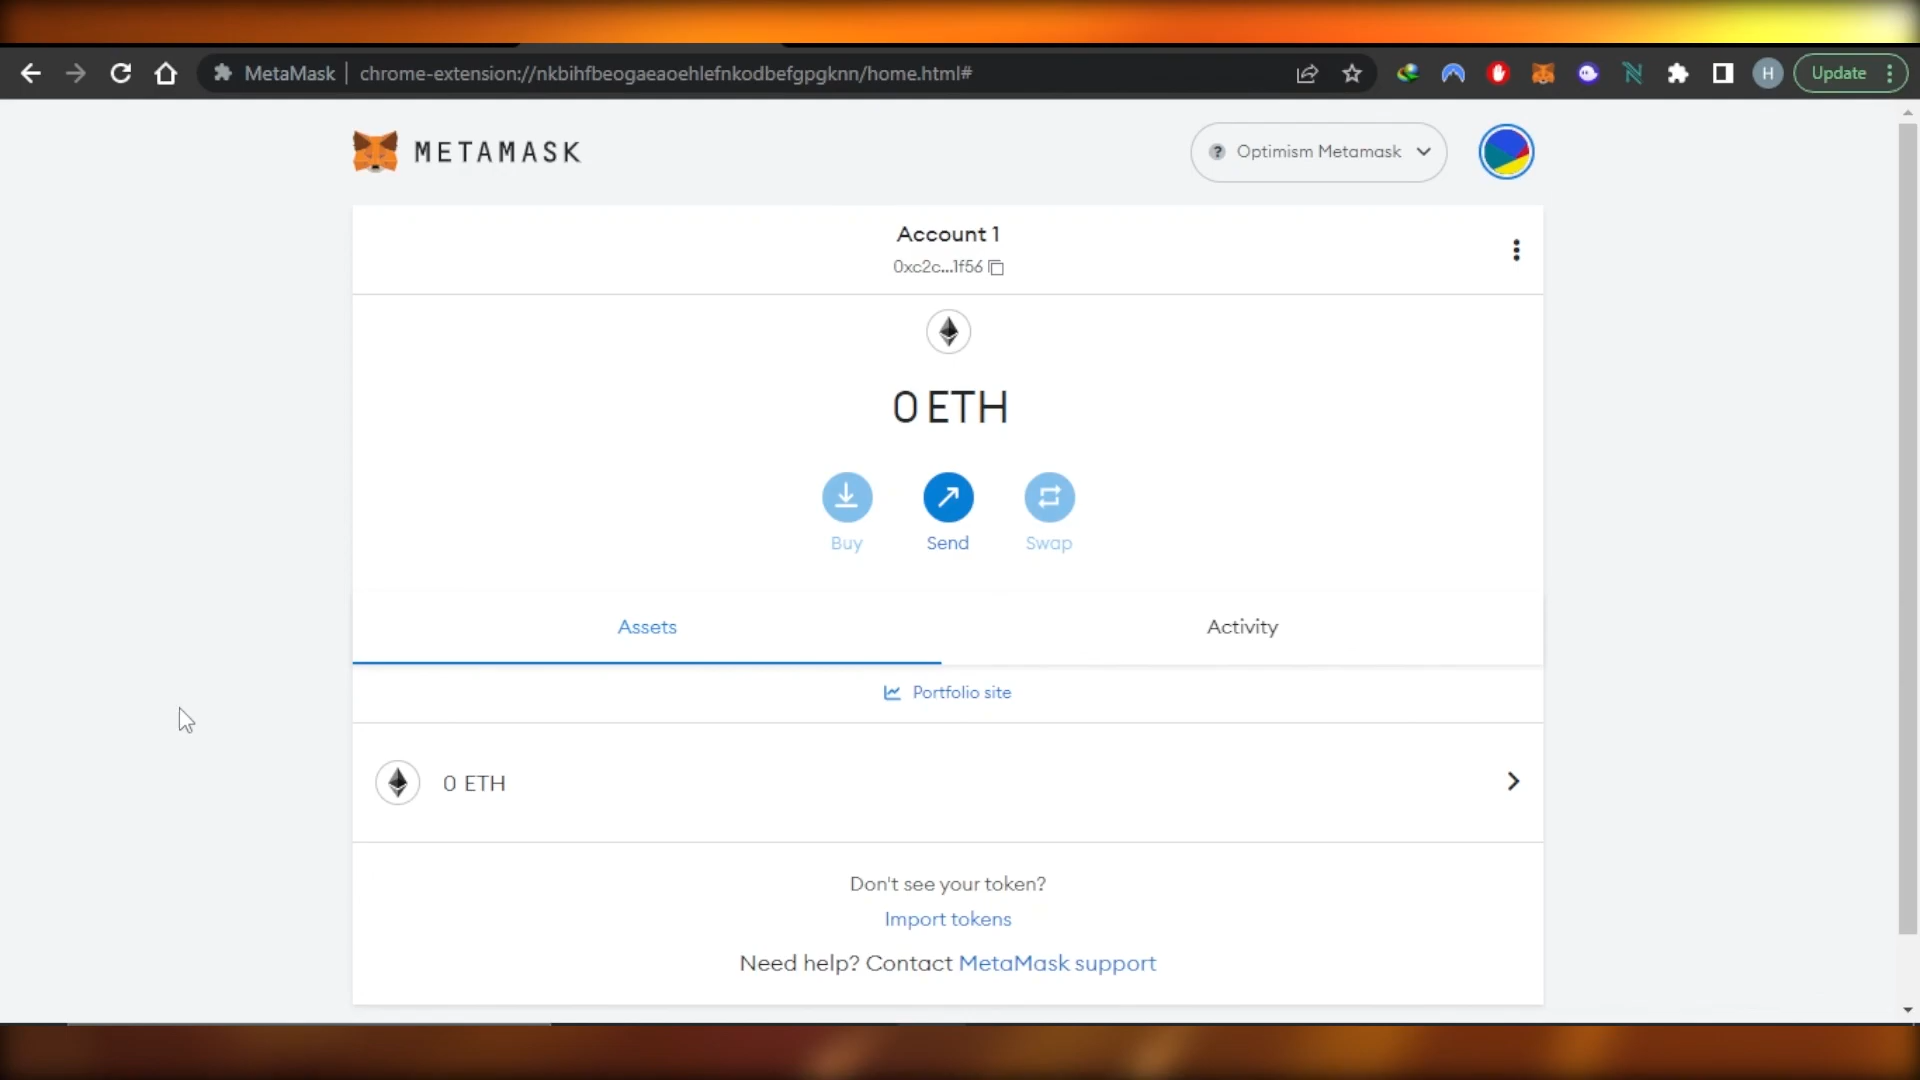 MetaMask | chrome-extension://nkbihfbeogaeaoehlefnkodbefgpgknn/home.html#
H
Update
METAMASK
? Optimism Metamask
Account 1
0xc2c...1f56
0 ETH
Buy
Send
Swap
Assets
Activity
Portfolio site
0 ETH
Don't see your token?
Import tokens
Need help? Contact MetaMask support